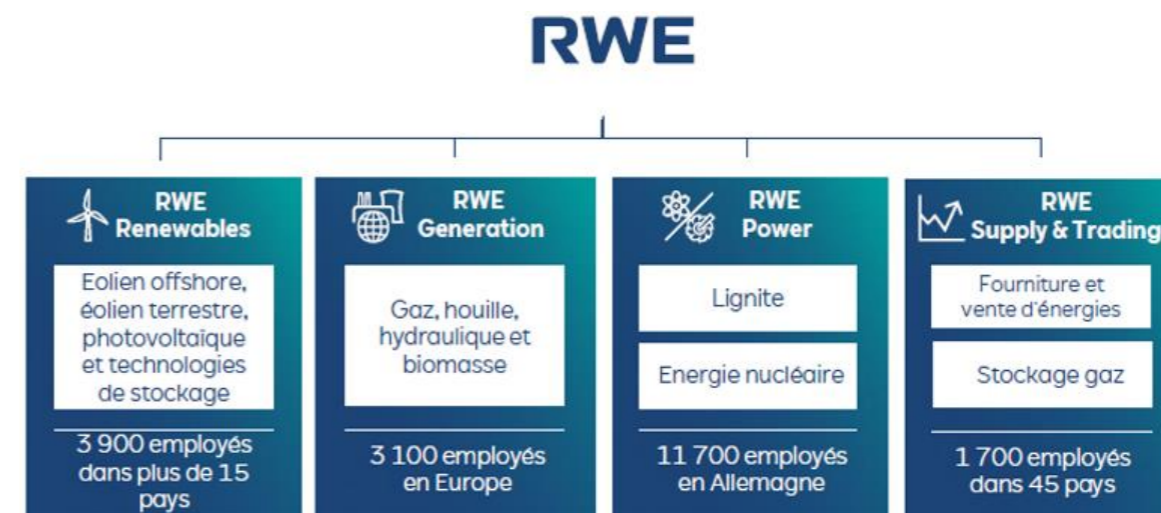 RWE
RWE
Renewables
Eolien offshore,
éolien terrestre,
photovoltaïque
et technologies
de stockage
3 900 employés
dans plus de 15
pays
RWE
Generation
Gaz, houille,
hydraulique et
biomasse
3 100 employés
en Europe
RWE
Power
Lignite
Energie nucléaire
11 700 employés
en Allemagne
RWE
Supply & Trading
Fourniture et
vente d'énergies
Stockage gaz
1 700 employés
dans 45 pays